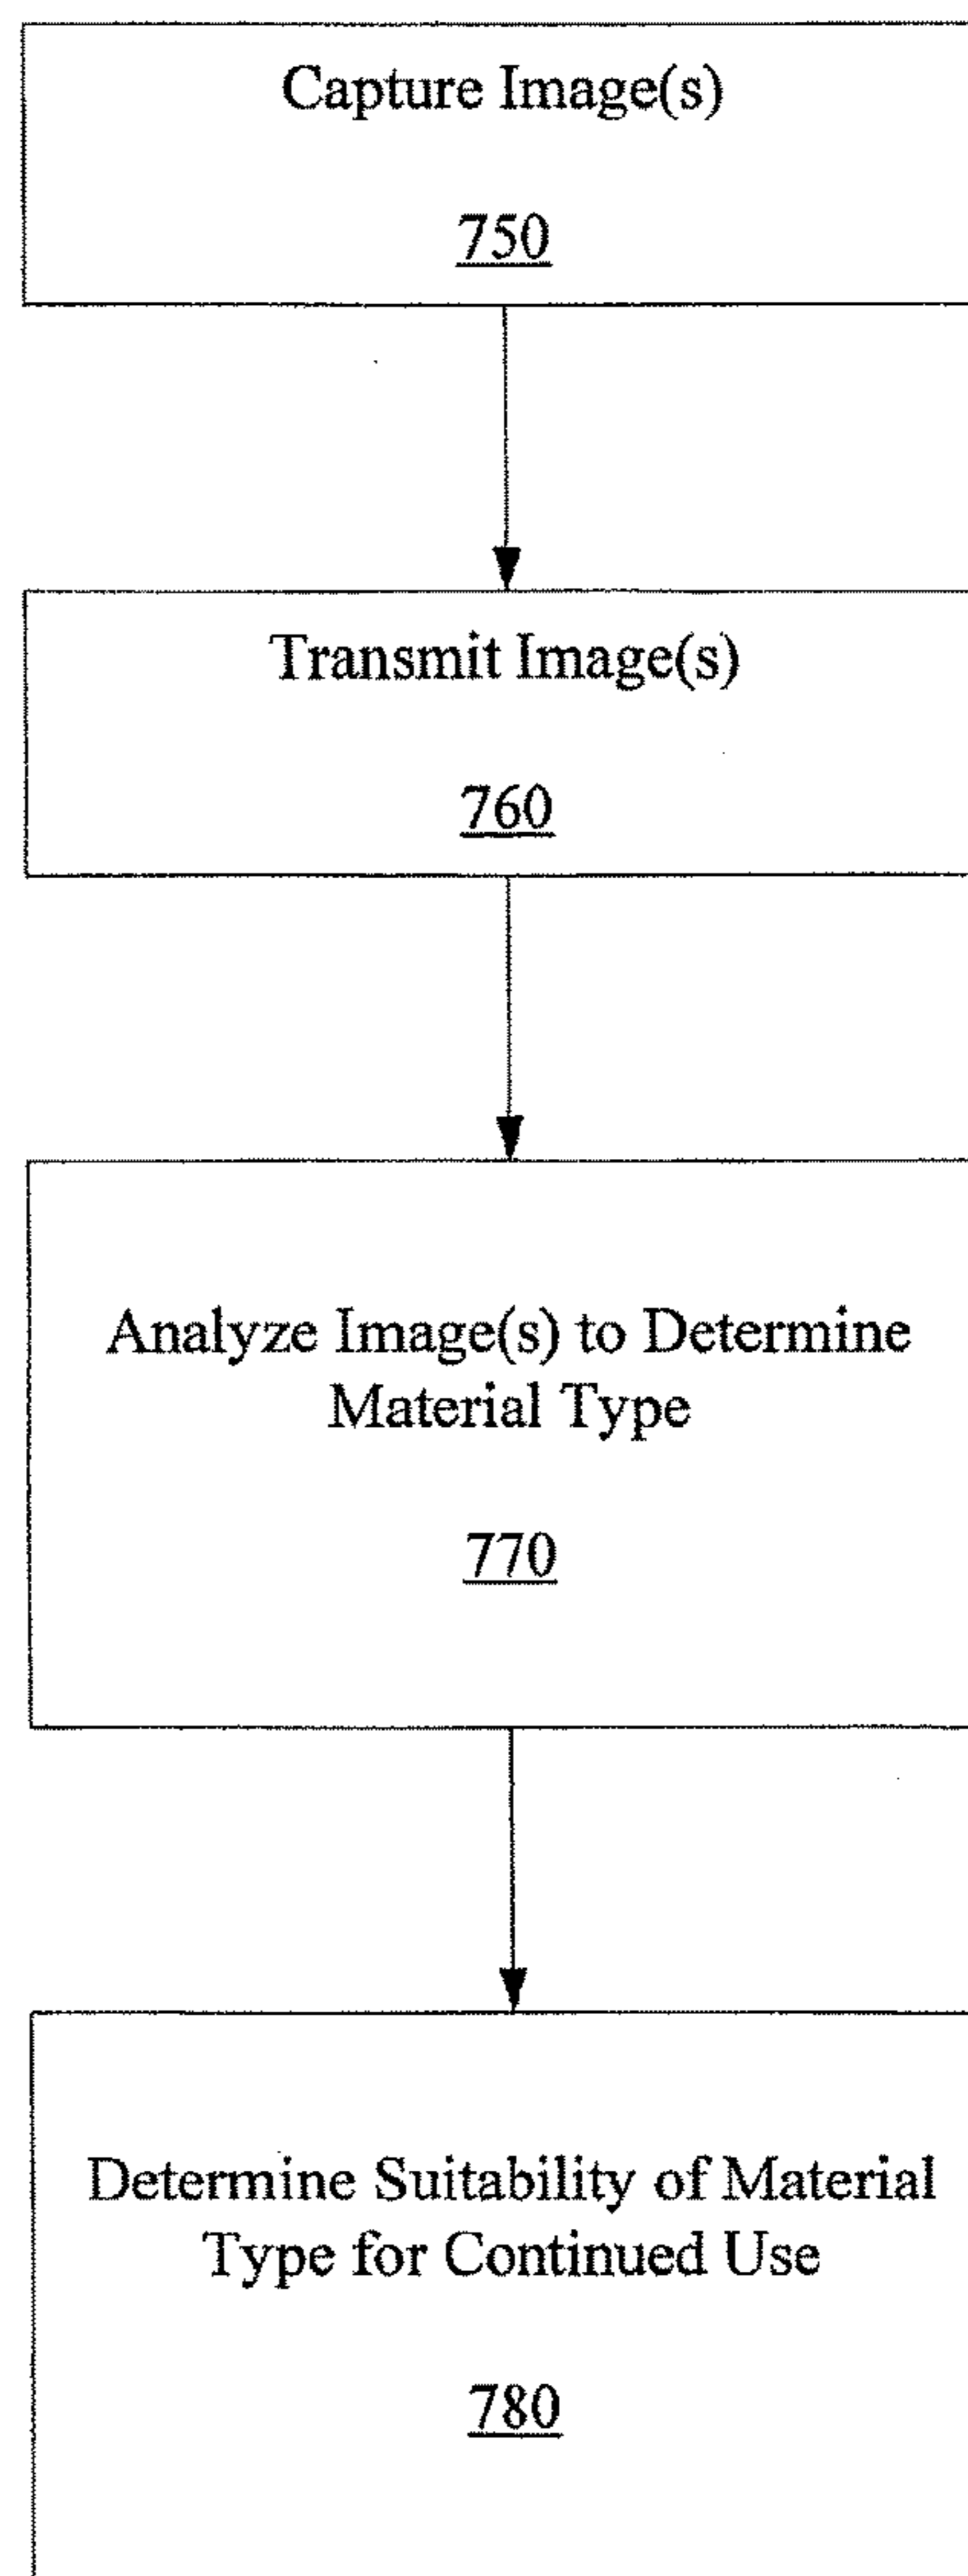 Capture Image(s)
750
Transmit Image(s)
760
Analyze Image(s) to Determine
Material Type
770
Determine Suitability of Material
Type for Continued Use
780